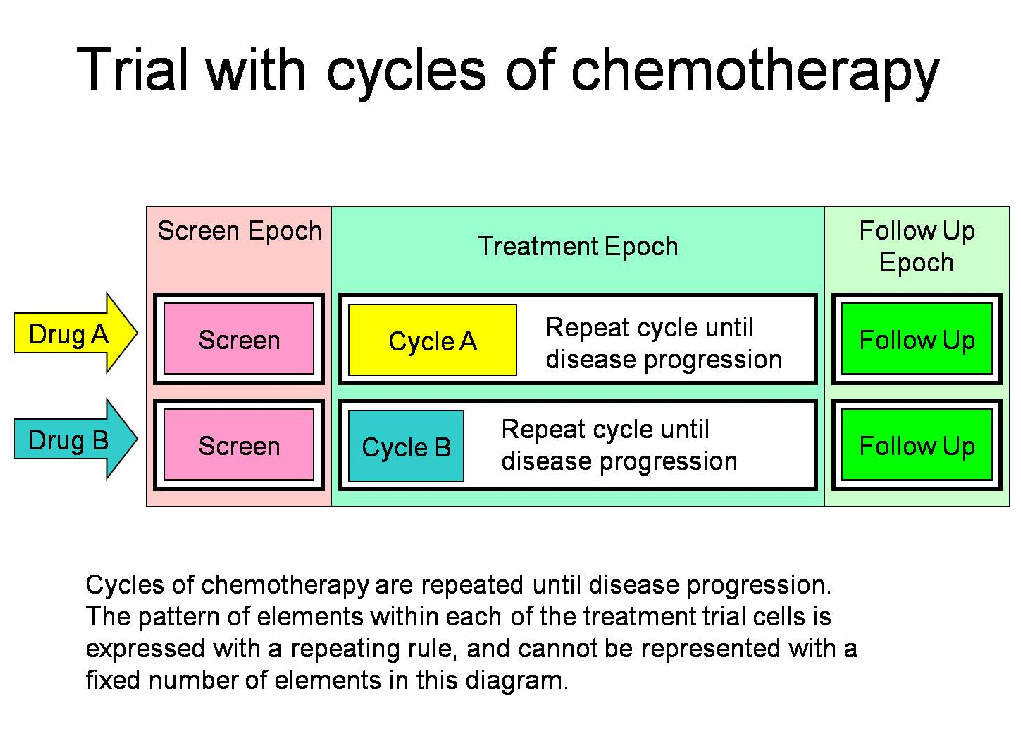 Trial with cycles of chemotherapy
Screen Epoch
Treatment Epoch
Follow Up
Epoch
Drug A
Screen
Cycle A
Repeat cycle until
disease progression
Follow Up
Drug B
Screen
Cycle B
Repeat cycle until
disease progression
Follow Up
Cycles of chemotherapy are repeated until disease progression.
The pattern of elements within each of the treatment trial cells is
expressed with a repeating rule, and cannot be represented with a
fixed number of elements in this diagram.